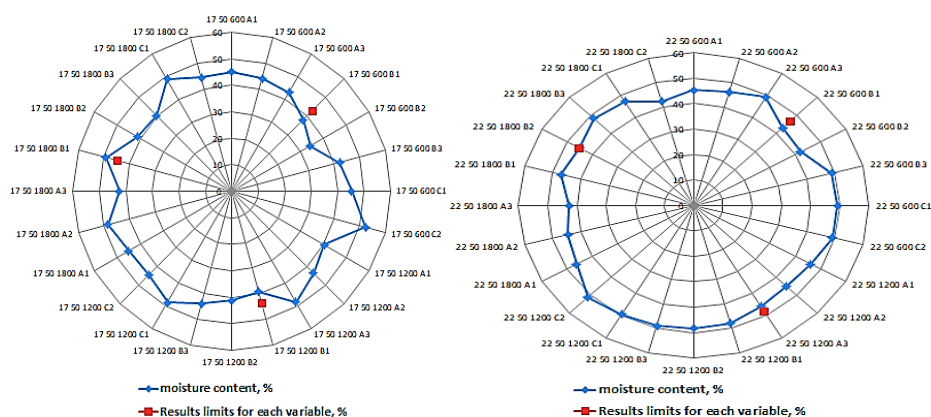 17 50 600 A1
17 50 600 A2
17 50 600 A3
17 50 600 B1
17 50 600 B2
17 50 600 B3
17 50 600 C1
17 50 600 C2
17 50 1200 A1
17 50 1200 A2
17 50 1200 A3
17 50 1200 B1
17 50 1200 B2
17 50 1200 B3
17 50 1200 C1
17 50 1200 C2
17 50 1800 A1
17 50 1800 A2
17 50 1800 A3
17 50 1800 B1
17 50 1800 B2
17 50 1800 B3
17 50 1800 C1
17 50 1800 C2
60
50
40
30
20
10
0
moisture content, %
Results limits for each variable, %
22 50 600 A1
22 50 600 A2
22 50 600 A3
22 50 600 B1
22 50 600 B2
22 50 600 B3
22 50 600 C1
22 50 600 C2
22 50 1200 A1
22 50 1200 A2
22 50 1200 A3
22 50 1200 B1
22 50 1200 B2
22 50 1200 B3
22 50 1200 C1
22 50 1200 C2
22 50 1800 A1
22 50 1800 A2
22 50 1800 A3
22 50 1800 B1
22 50 1800 B2
22 50 1800 B3
22 50 1800 C1
22 50 1800 C2
60
50
40
30
20
10
0
moisture content, %
Results limits for each variable, %